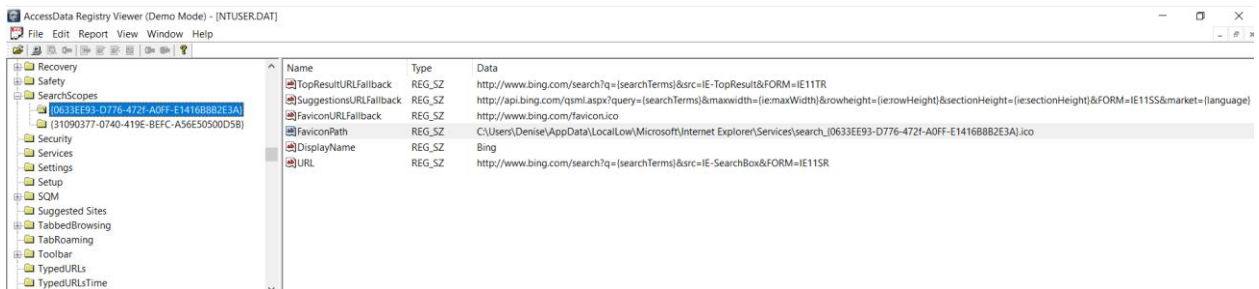 AccessData Registry Viewer (Demo Mode) - [NTUSER.DAT]
File Edit Report View Window Help
Recovery
Safety
SearchScopes
{0633EE93-D776-472f-A0FF-E1416B8B2E3A}
{31090377-0740-419E-BEFC-A56E50500D5B}
Security
Services
Settings
Setup
SQM
Suggested Sites
TabbedBrowsing
TabRoaming
Toolbar
TypedURLs
TypedURLsTime
Name Type Data
TopResultURLFallback REG_SZ http://www.bing.com/search?q={searchTerms}&src=IE-TopResult&FORM=IE11TR
SuggestionsURLFallback REG_SZ http://api.bing.com/qsml.aspx?query={searchTerms}&maxwidth={ie:maxWidth}&rowheight={ie:rowHeight}&sectionHeight={ie:sectionHeight}&FORM=IE11SS&market={language}
FaviconURLFallback REG_SZ http://www.bing.com/favicon.ico
FaviconPath REG_SZ C:\Users\Denise\AppData\LocalLow\Microsoft\Internet Explorer\Services\search_{0633EE93-D776-472f-A0FF-E1416B8B2E3A}.ico
DisplayName REG_SZ Bing
URL REG_SZ http://www.bing.com/search?q={searchTerms}&src=IE-SearchBox&FORM=IE11SR